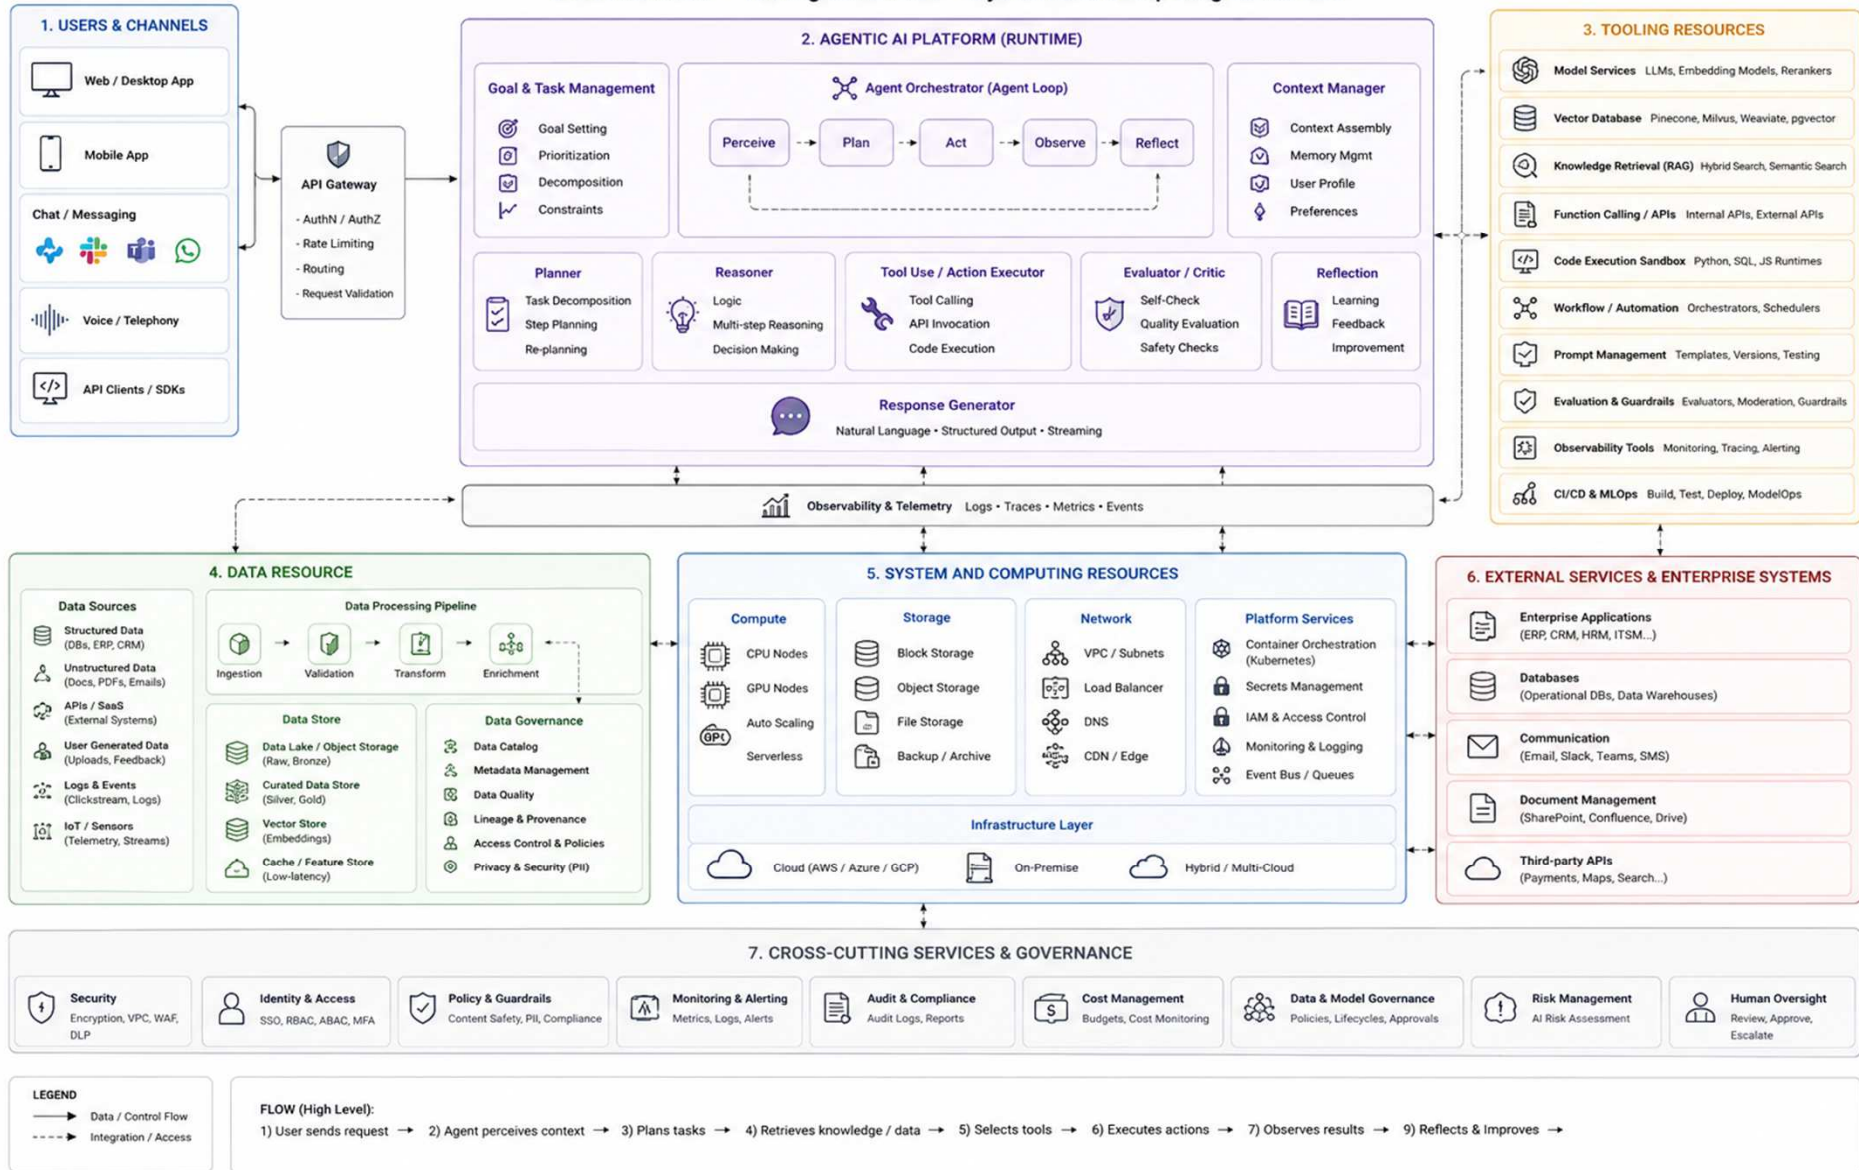 1. USERS & CHANNELS
Web / Desktop App
Mobile App
Chat / Messaging
Voice / Telephony
API Clients / SDKs
API Gateway
- AuthN / AuthZ
- Rate Limiting
- Routing
- Request Validation
2. AGENTIC AI PLATFORM (RUNTIME)
Goal & Task Management
Goal Setting
Prioritization
Decomposition
Constraints
Agent Orchestrator (Agent Loop)
Perceive
Plan
Act
Observe
Reflect
Context Manager
Context Assembly
Memory Mgmt
User Profile
Preferences
Planner
Task Decomposition
Step Planning
Re-planning
Reasoner
Logic
Multi-step Reasoning
Decision Making
Tool Use / Action Executor
Tool Calling
API Invocation
Code Execution
Evaluator / Critic
Self-Check
Quality Evaluation
Safety Checks
Reflection
Learning
Feedback
Improvement
Response Generator
Natural Language • Structured Output • Streaming
Observability & Telemetry Logs • Traces • Metrics • Events
3. TOOLING RESOURCES
Model Services LLMs, Embedding Models, Rerankers
Vector Database Pinecone, Milvus, Weaviate, pgvector
Knowledge Retrieval (RAG) Hybrid Search, Semantic Search
Function Calling / APIs Internal APIs, External APIs
Code Execution Sandbox Python, SQL, JS Runtimes
Workflow / Automation Orchestrators, Schedulers
Prompt Management Templates, Versions, Testing
Evaluation & Guardrails Evaluators, Moderation, Guardrails
Observability Tools Monitoring, Tracing, Alerting
CI/CD & MLOps Build, Test, Deploy, ModelOps
4. DATA RESOURCE
Data Sources
Structured Data
(DBs, ERP, CRM)
Unstructured Data
(Docs, PDFs, Emails)
APIs / SaaS
(External Systems)
User Generated Data
(Uploads, Feedback)
Logs & Events
(Clickstream, Logs)
IoT / Sensors
(Telemetry, Streams)
Data Processing Pipeline
Ingestion
Validation
Transform
Enrichment
Data Store
Data Lake / Object Storage
(Raw, Bronze)
Curated Data Store
(Silver, Gold)
Vector Store
(Embeddings)
Cache / Feature Store
(Low-latency)
Data Governance
Data Catalog
Metadata Management
Data Quality
Lineage & Provenance
Access Control & Policies
Privacy & Security (PII)
5. SYSTEM AND COMPUTING RESOURCES
Compute
CPU Nodes
GPU Nodes
Auto Scaling
Serverless
Storage
Block Storage
Object Storage
File Storage
Backup / Archive
Network
VPC / Subnets
Load Balancer
DNS
CDN / Edge
Platform Services
Container Orchestration
(Kubernetes)
Secrets Management
IAM & Access Control
Monitoring & Logging
Event Bus / Queues
Infrastructure Layer
Cloud (AWS / Azure / GCP)
On-Premise
Hybrid / Multi-Cloud
6. EXTERNAL SERVICES & ENTERPRISE SYSTEMS
Enterprise Applications
(ERP, CRM, HRM, ITSM...)
Databases
(Operational DBs, Data Warehouses)
Communication
(Email, Slack, Teams, SMS)
Document Management
(SharePoint, Confluence, Drive)
Third-party APIs
(Payments, Maps, Search...)
7. CROSS-CUTTING SERVICES & GOVERNANCE
Security
Encryption, VPC, WAF,
DLP
Identity & Access
SSO, RBAC, ABAC, MFA
Policy & Guardrails
Content Safety, PII, Compliance
Monitoring & Alerting
Metrics, Logs, Alerts
Audit & Compliance
Audit Logs, Reports
Cost Management
Budgets, Cost Monitoring
Data & Model Governance
Policies, Lifecycles, Approvals
Risk Management
AI Risk Assessment
Human Oversight
Review, Approve,
Escalate
LEGEND
Data / Control Flow
Integration / Access
FLOW (High Level):
1) User sends request → 2) Agent perceives context → 3) Plans tasks → 4) Retrieves knowledge / data → 5) Selects tools → 6) Executes actions → 7) Observes results → 9) Reflects & Improves →